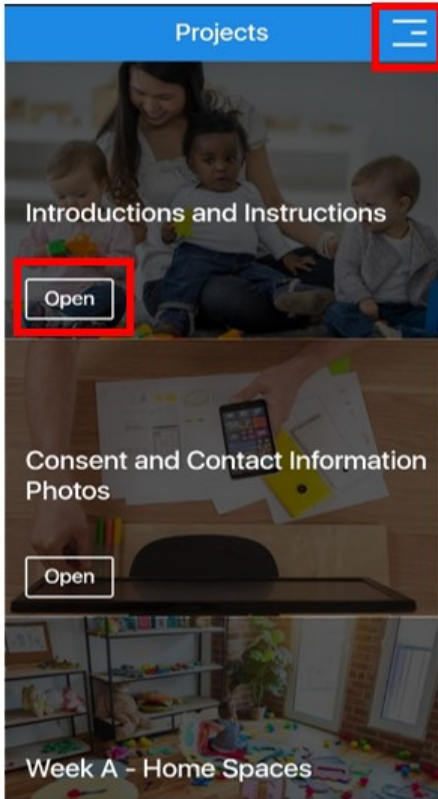 Projects
Introductions and Instructions
Open
Consent and Contact Information
Photos
Open
Week A - Home Spaces